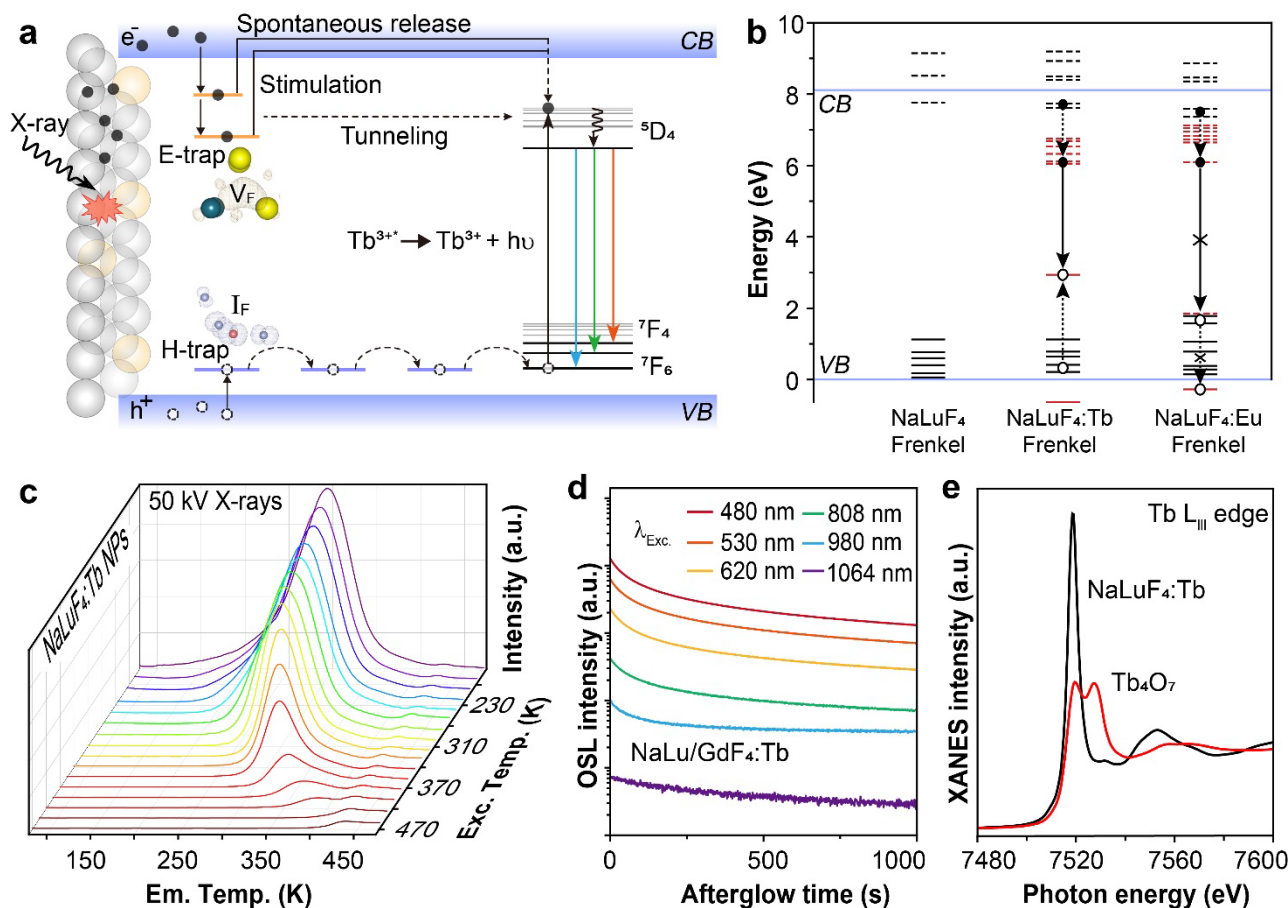 a
e⁻
Spontaneous release
CB
Stimulation
X-ray
Tunneling
⁵D₄
E-trap
V_F
Tb³⁺* → Tb³⁺ + hυ
I_F
H-trap
⁷F₄
⁷F₆
h⁺
VB
b
Energy (eV)
10
8
6
4
2
0
CB
VB
NaLuF₄
Frenkel
NaLuF₄:Tb
Frenkel
NaLuF₄:Eu
Frenkel
c
50 kV X-rays
NaLuF₄:Tb NPs
Intensity (a.u.)
230
310
370
470
Exc. Temp. (K)
150
250
350
450
Em. Temp. (K)
d
OSL intensity (a.u.)
λ_Exc.
480 nm
530 nm
620 nm
808 nm
980 nm
1064 nm
NaLu/GdF₄:Tb
0
500
1000
Afterglow time (s)
e
Tb L_III edge
XANES intensity (a.u.)
NaLuF₄:Tb
Tb₄O₇
7480
7520
7560
7600
Photon energy (eV)